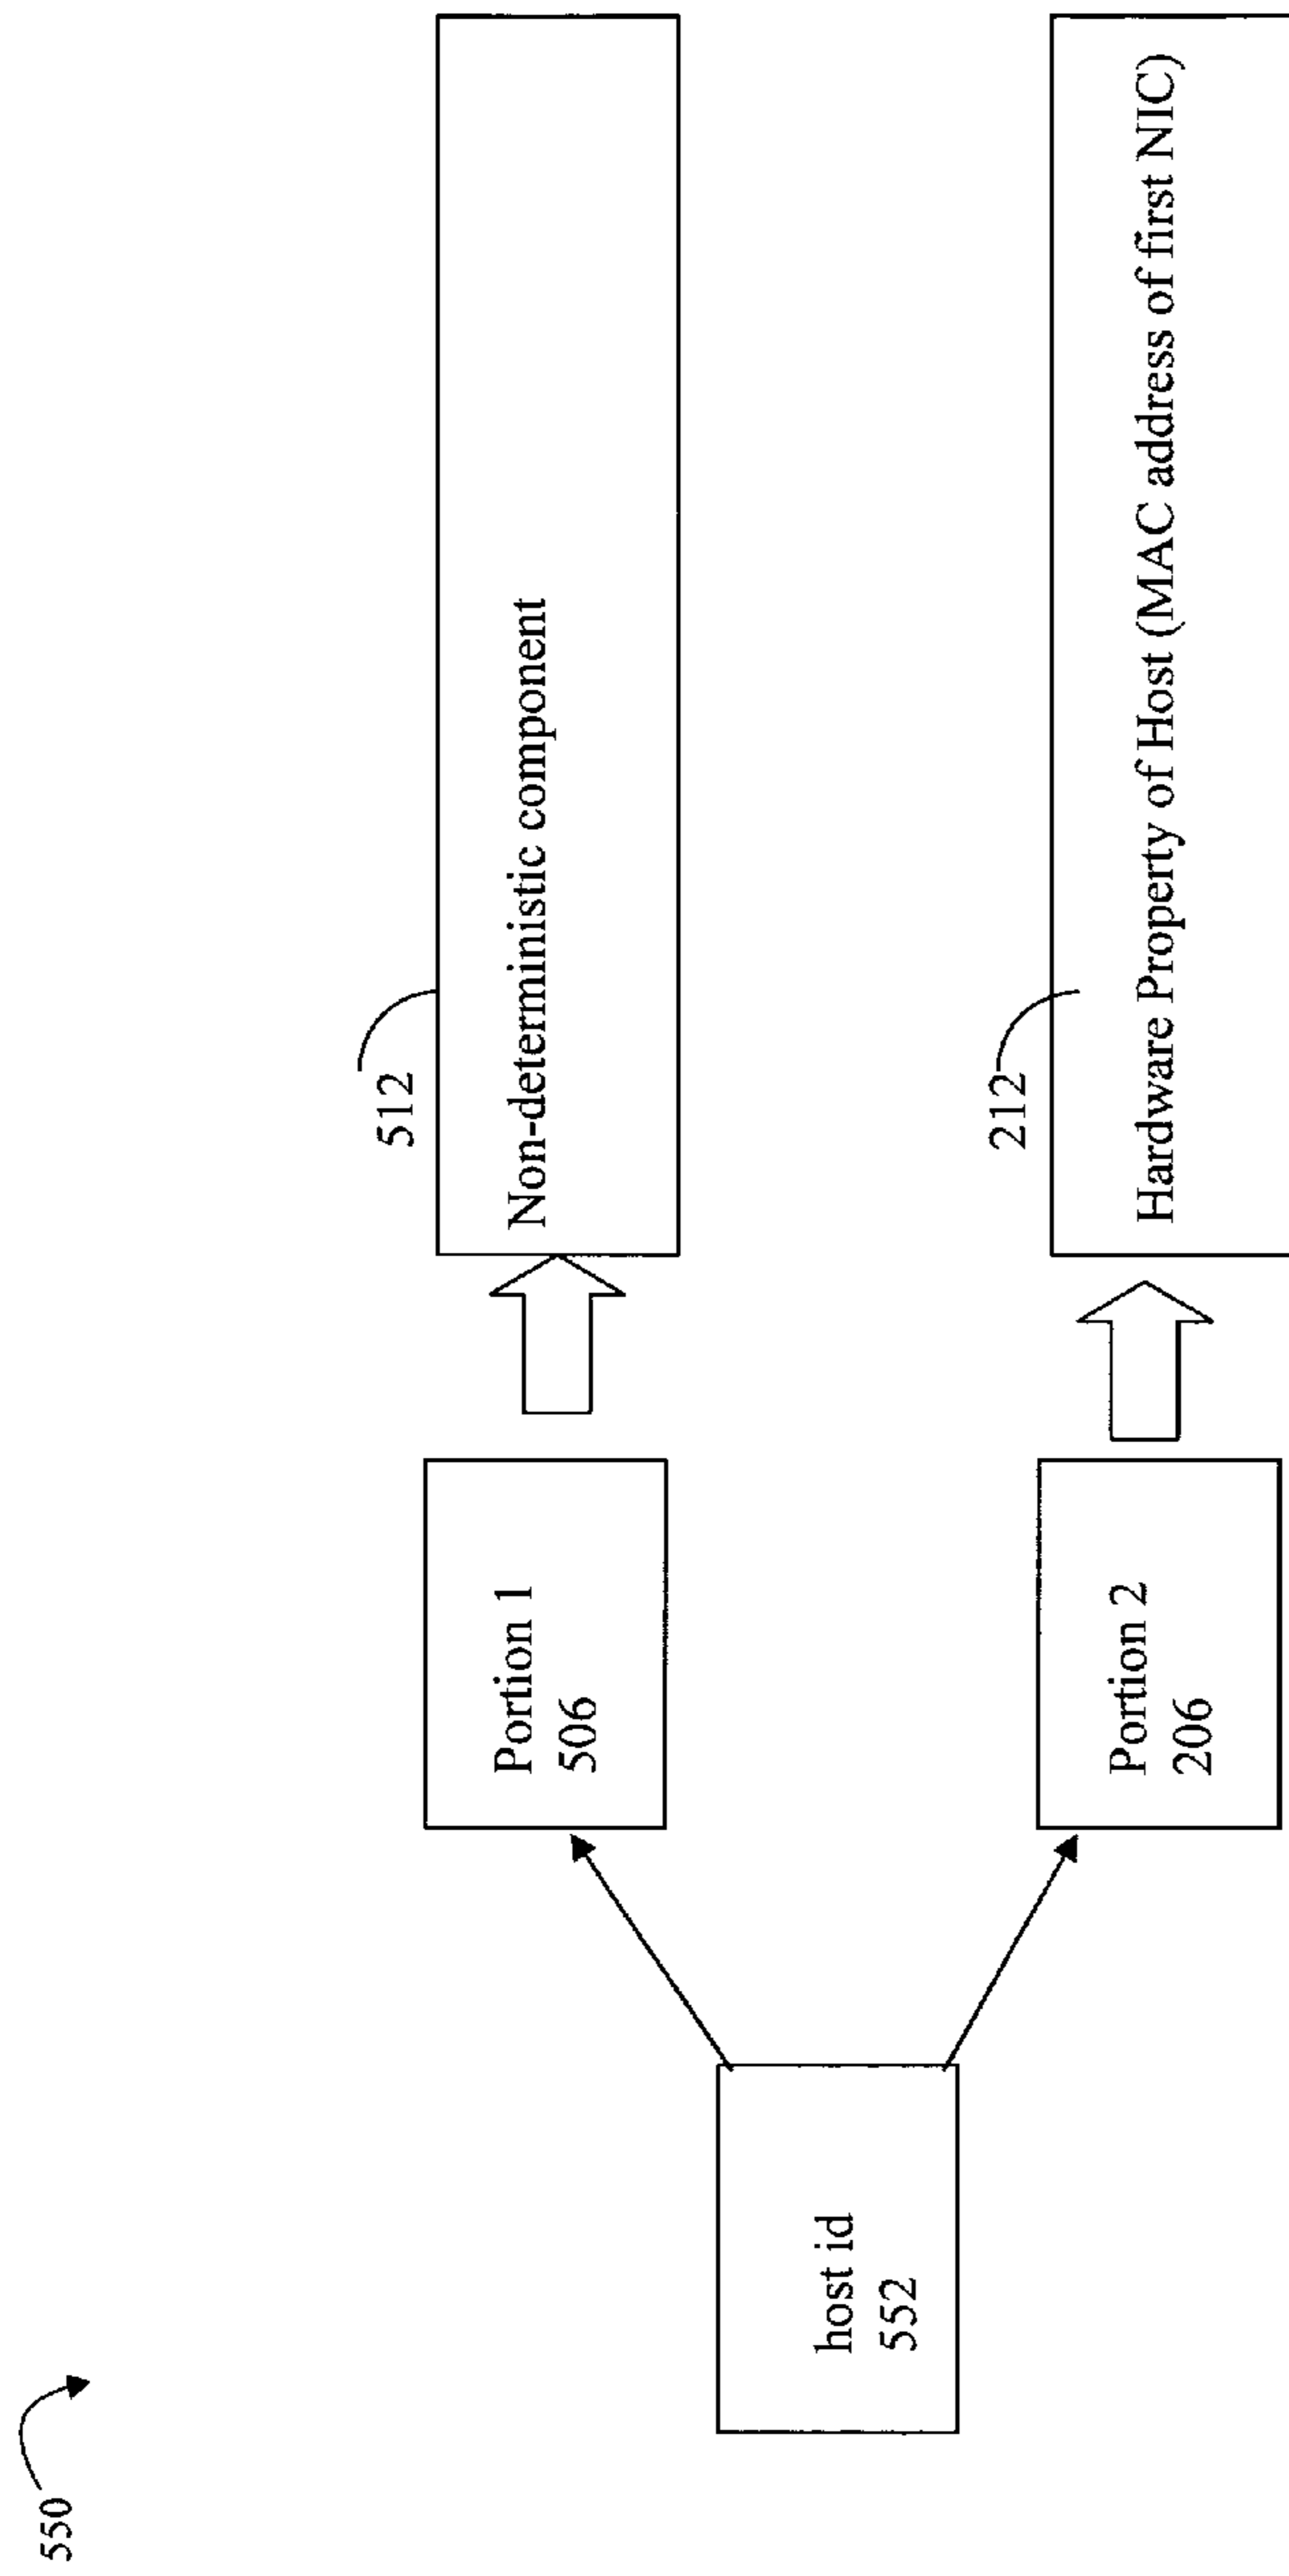 550
512
Non-deterministic component
Portion 1
506
host id
552
212
Hardware Property of Host (MAC address of first NIC)
Portion 2
206